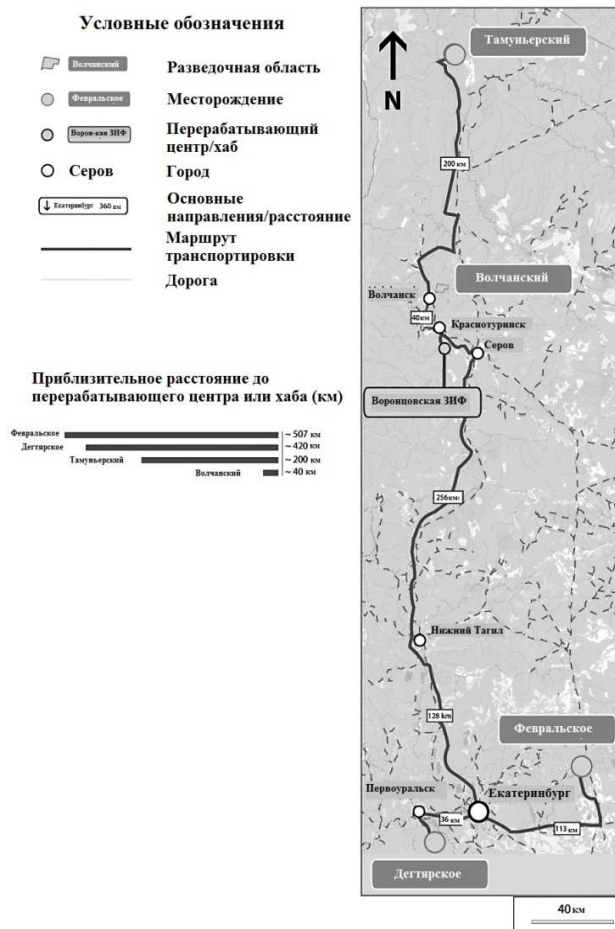 Условные обозначения
Волчанский
Разведочная область
Февральское
Месторождение
Ворон-кая ЗИФ
Перерабатывающий
центр/хаб
Серов
Город
Екатеринбург 360 км
Основные
направления/расстояние
Маршрут
транспортировки
Дорога
Приблизительное расстояние до
перерабатывающего центра или хаба (км)
Февральское
~ 507 км
Дегтярское
~ 420 км
Тамуньерский
~ 200 км
Волчанский
~ 40 км
Тамуньерский
N
200 км
Волчанский
Волчанск
40 км
Краснотуринск
Серов
Воронцовская ЗИФ
256км
Нижний Тагил
128 km
Февральское
Первоуральск
Екатеринбург
36 км
113 км
Дегтярское
40 км